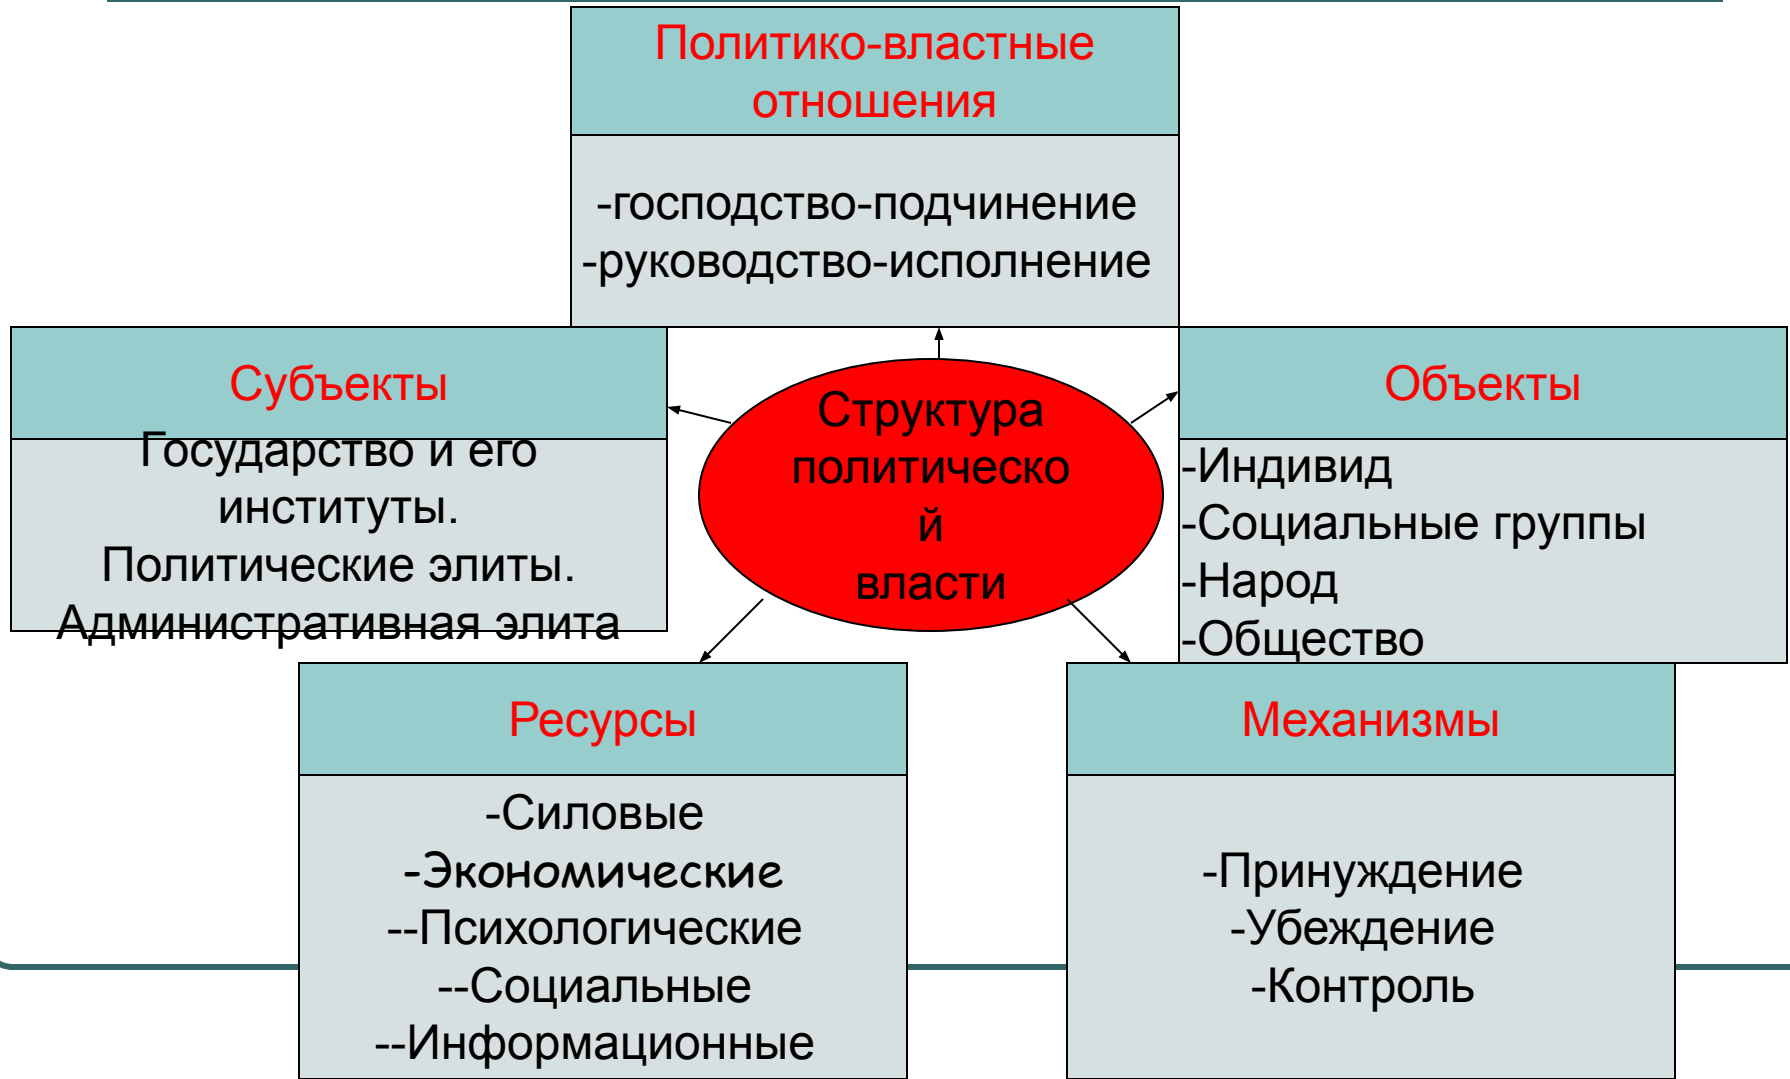 Политико-властные
отношения
-господство-подчинение
-руководство-исполнение
Субъекты
Государство и его
институты.
Политические элиты.
Административная элита
Структура
политическо
й
власти
Объекты
-Индивид
-Социальные группы
-Народ
-Общество
Ресурсы
-Силовые
-Экономические
--Психологические
--Социальные
--Информационные
Механизмы
-Принуждение
-Убеждение
-Контроль